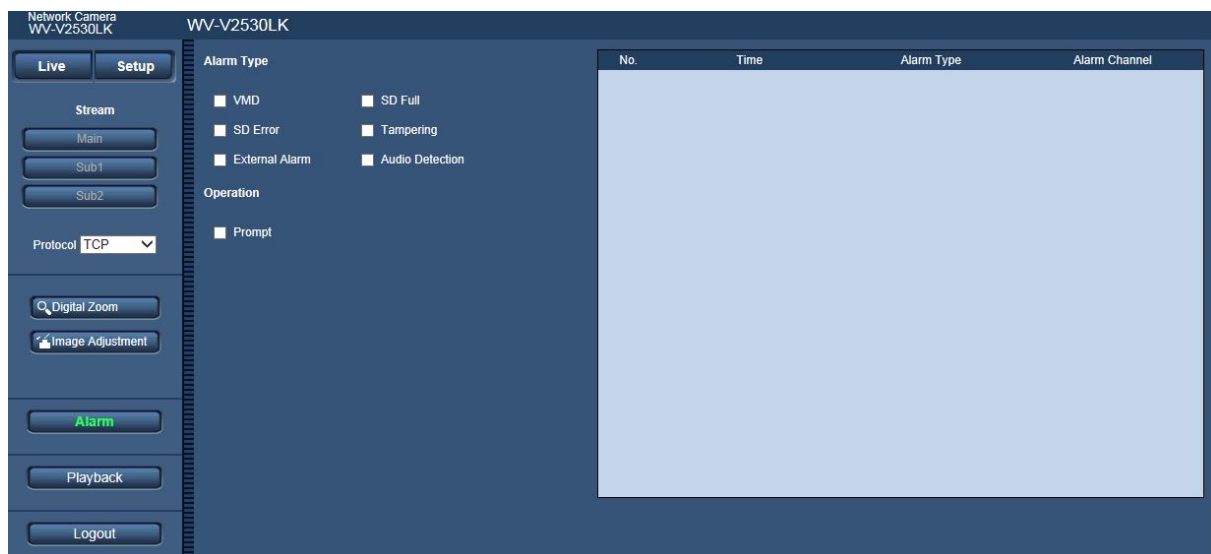 Network Camera
WV-V2530LK
WV-V2530LK
Live
Setup
Stream
Main
Sub1
Sub2
Protocol TCP
Digital Zoom
Image Adjustment
Alarm
Playback
Logout
Alarm Type
VMD
SD Full
SD Error
Tampering
External Alarm
Audio Detection
Operation
Prompt
No. Time Alarm Type Alarm Channel